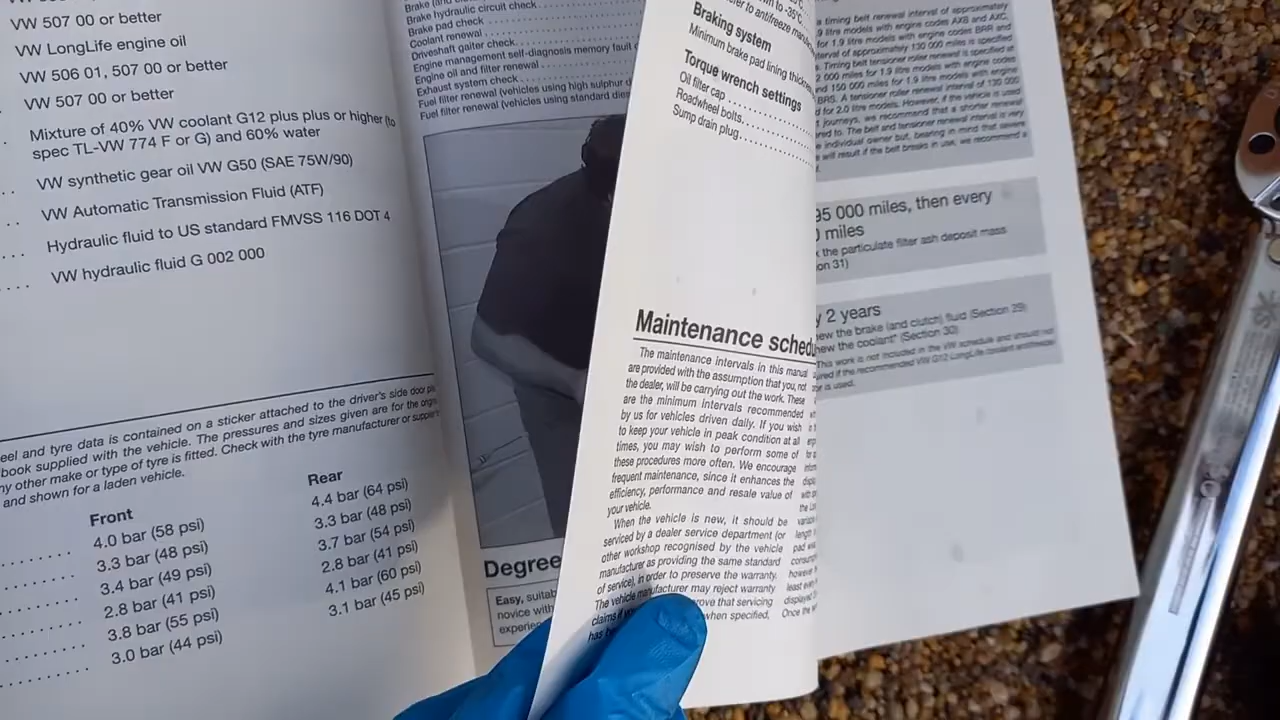 VW 507 00 or better
VW LongLife engine oil
VW 506 01, 507 00 or better
VW 507 00 or better
Mixture of 40% VW coolant G12 plus plus or higher (to
spec TL-VW 774 F or G) and 60% water
VW synthetic gear oil VW G50 (SAE 75W/90)
VW Automatic Transmission Fluid (ATF)
Hydraulic fluid to US standard FMVSS 116 DOT 4
VW hydraulic fluid G 002 000
eel and tyre data is contained on a sticker attached to the driver's side door
book supplied with the vehicle. The pressures and sizes given are for the
ny other make or type of tyre is fitted. Check with the tyre manufacturer or
and shown for a laden vehicle.
Front Rear
4.0 bar (58 psi) 4.4 bar (64 psi)
3.3 bar (48 psi) 3.3 bar (48 psi)
3.4 bar (49 psi) 3.7 bar (54 psi)
2.8 bar (41 psi) 2.8 bar (41 psi)
3.8 bar (55 psi) 4.1 bar (60 psi)
3.0 bar (44 psi) 3.1 bar (45 psi)
Brake hydraulic circuit check
Brake pad check
Coolant renewal
Driveshaft gaiter check
Engine management self-diagnosis memory fault
Engine oil and filter renewal
Exhaust system check
Fuel filter renewal (vehicles using high sulphur
Fuel filter renewal (vehicles using standard
Degree
Easy,
novice with
Braking system
Minimum brake pad lining
Torque wrench settings
Oil filter cap
Roadwheel bolts
Sump drain plug
Maintenance
The maintenance intervals in this manual
are provided with the assumption that you, not
the dealer, will be carrying out the work. These
are the minimum intervals recommended
by us for vehicles driven daily. If you wish
to keep your vehicle in peak condition at all
times, you may wish to perform some of
these procedures more often. We encourage
frequent maintenance, since it enhances the
efficiency, performance and resale value of
your vehicle.
When the vehicle is new, it should be
serviced by a dealer service department (or
other workshop recognised by the vehicle
manufacturer as providing the same standard
of service), in order to preserve the warranty.
The vehicle manufacturer may reject warranty
claims if that servicing
when specified,
timing belt renewal interval of approximately
9 litre models with engine codes AXB and AXC,
for 1.9 litre models with engine codes BRR and
of approximately 130 000 miles is specified
Timing belt tensioner roller renewal is specified at
000 miles for 1.9 litre models with engine
and 150 000 miles for 1.9 litre models with engine
BRS. A tensioner roller renewal interval of 130 000
for 2.0 litre models. However, if the vehicle is used
journeys, we recommend that a shorter renewal
to. The belt and tensioner renewal interval is very
individual owner but, bearing in mind that severe
will result if the belt breaks in use, we recommend
95 000 miles, then every
miles
the particulate filter ash deposit mass
31)
2 years
the brake (and clutch) fluid (Section 29)
the coolant* (Section 30)
This work is not included in the VW schedule and should not
if the recommended VW G12 LongLife coolant
is used.